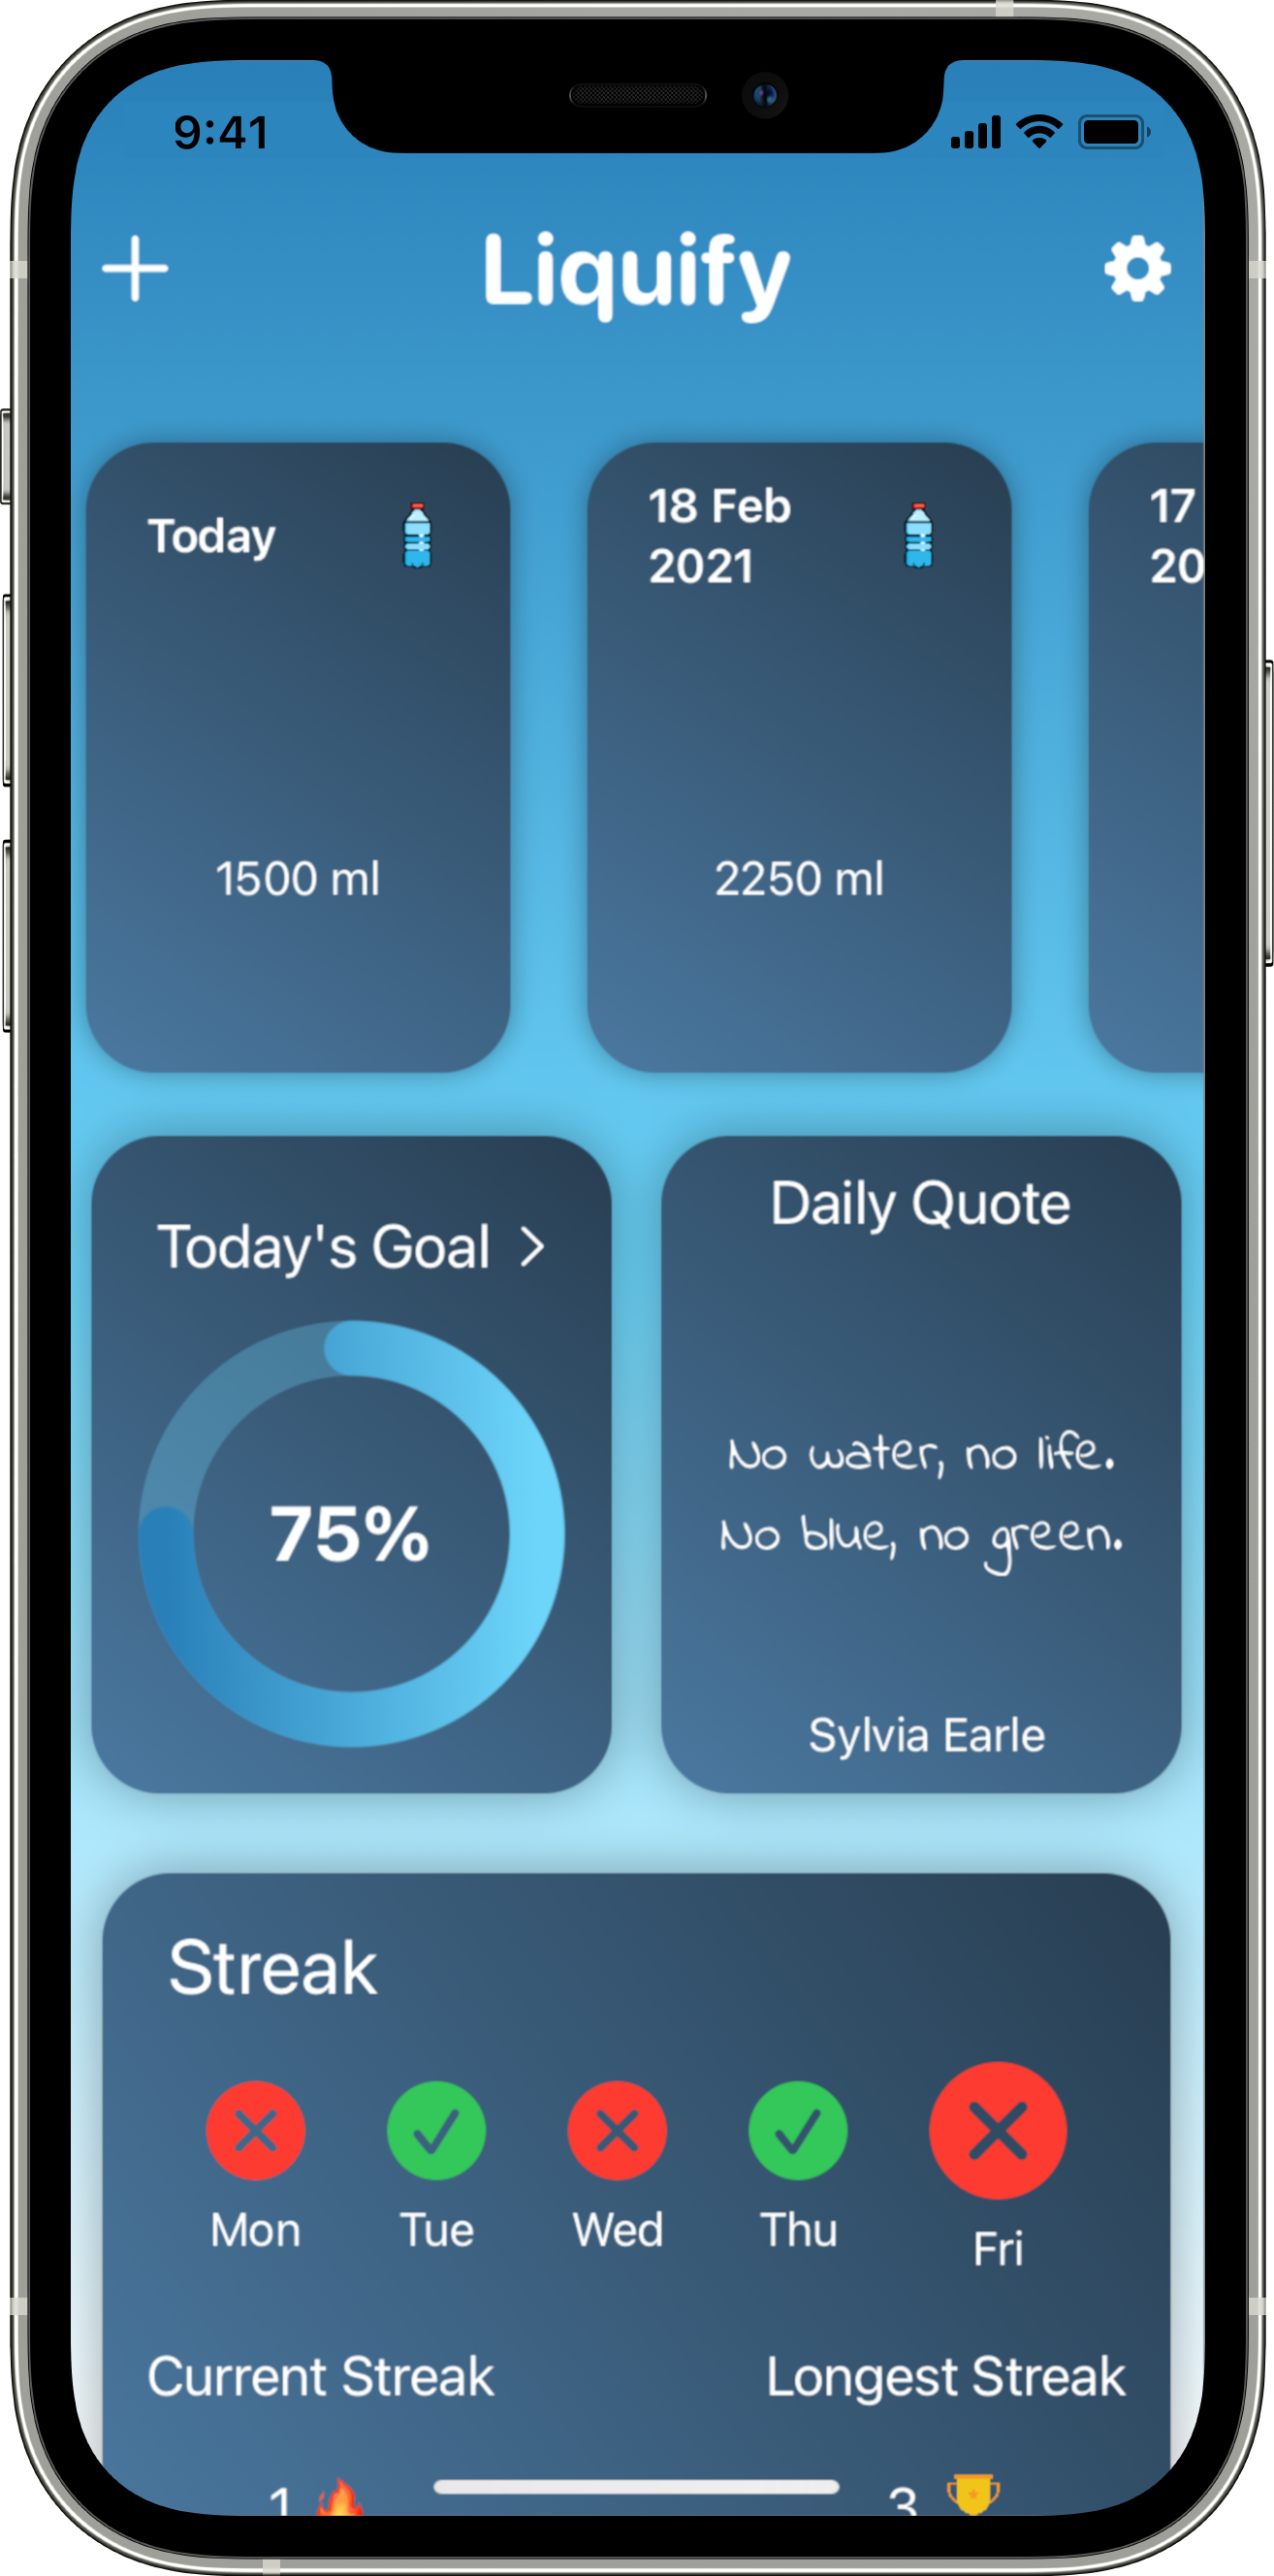 9:41
Liquify
Today
1500 ml
18 Feb
2021
2250 ml
17
20
Today's Goal
75%
Daily Quote
No water, no life.
No blue, no green.
Sylvia Earle
Streak
Mon Tue Wed Thu Fri
Current Streak Longest Streak
1 3